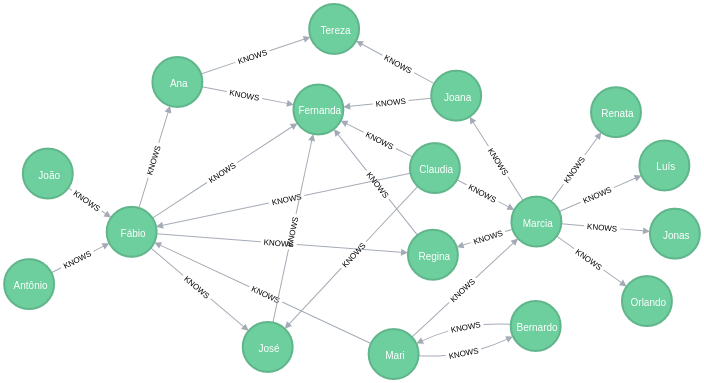 Tereza
KNOWS
KNOWS
Ana
KNOWS
Joana
KNOWS
Fernanda
Renata
KNOWS
KNOWS
KNOWS
KNOWS
Luís
João
KNOWS
Claudia
KNOWS
KNOWS
KNOWS
KNOWS
KNOWS
KNOWS
Fábio
Marcia
KNOWS
Jonas
KNOWS
KNOWS
KNOWS
KNOWS
Regina
KNOWS
KNOWS
Antônio
KNOWS
KNOWS
KNOWS
Orlando
José
KNOWS
Bernardo
Mari
KNOWS